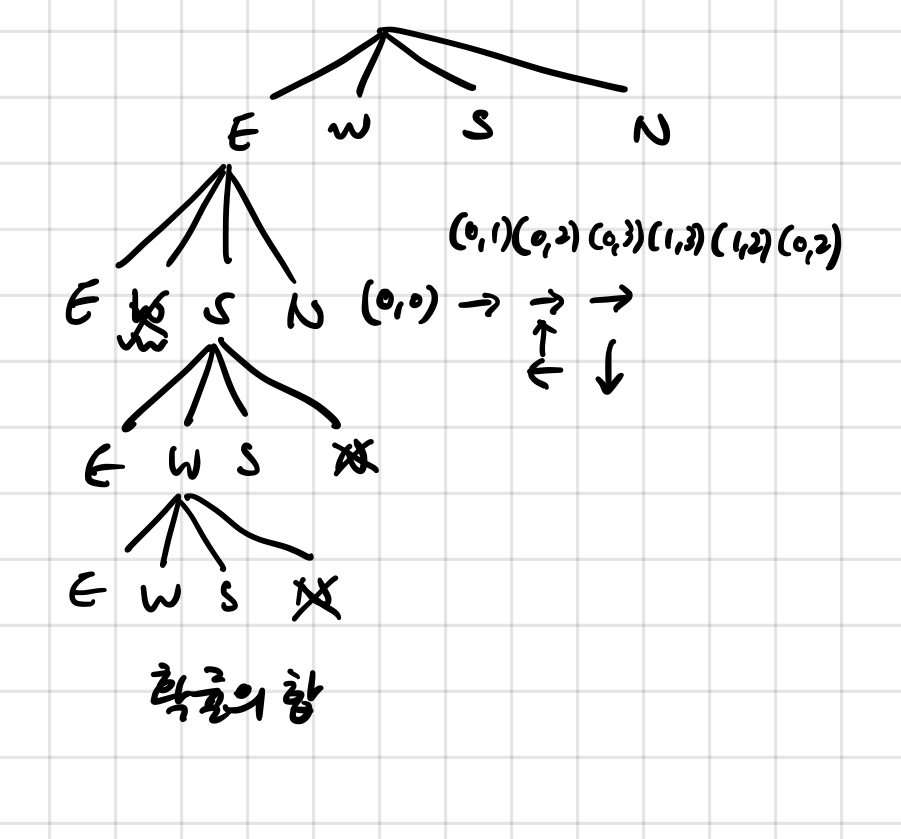 E W S N
(0,1) (0,2) (0,3) (1,3) (1,2) (0,2)
E W S N (0,0) → → →
W ↑
← ↓
E W S N
E W S N
확률의 합